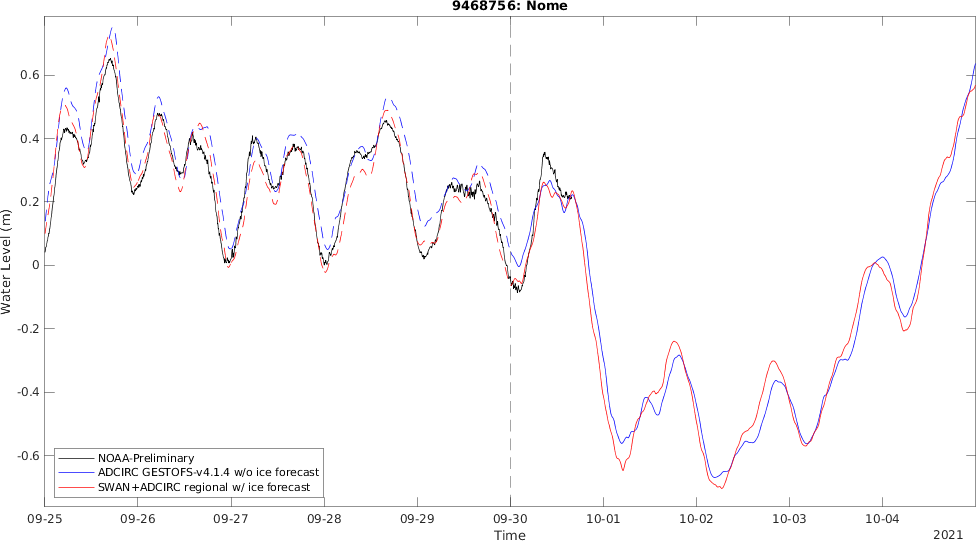 9468756: Nome
Water Level (m)
0.6
0.4
0.2
0
-0.2
-0.4
-0.6
NOAA-Preliminary
ADCIRC GESTOFS-v4.1.4 w/o ice forecast
SWAN+ADCIRC regional w/ ice forecast
09-25 09-26 09-27 09-28 09-29 09-30 10-01 10-02 10-03 10-04
Time
2021